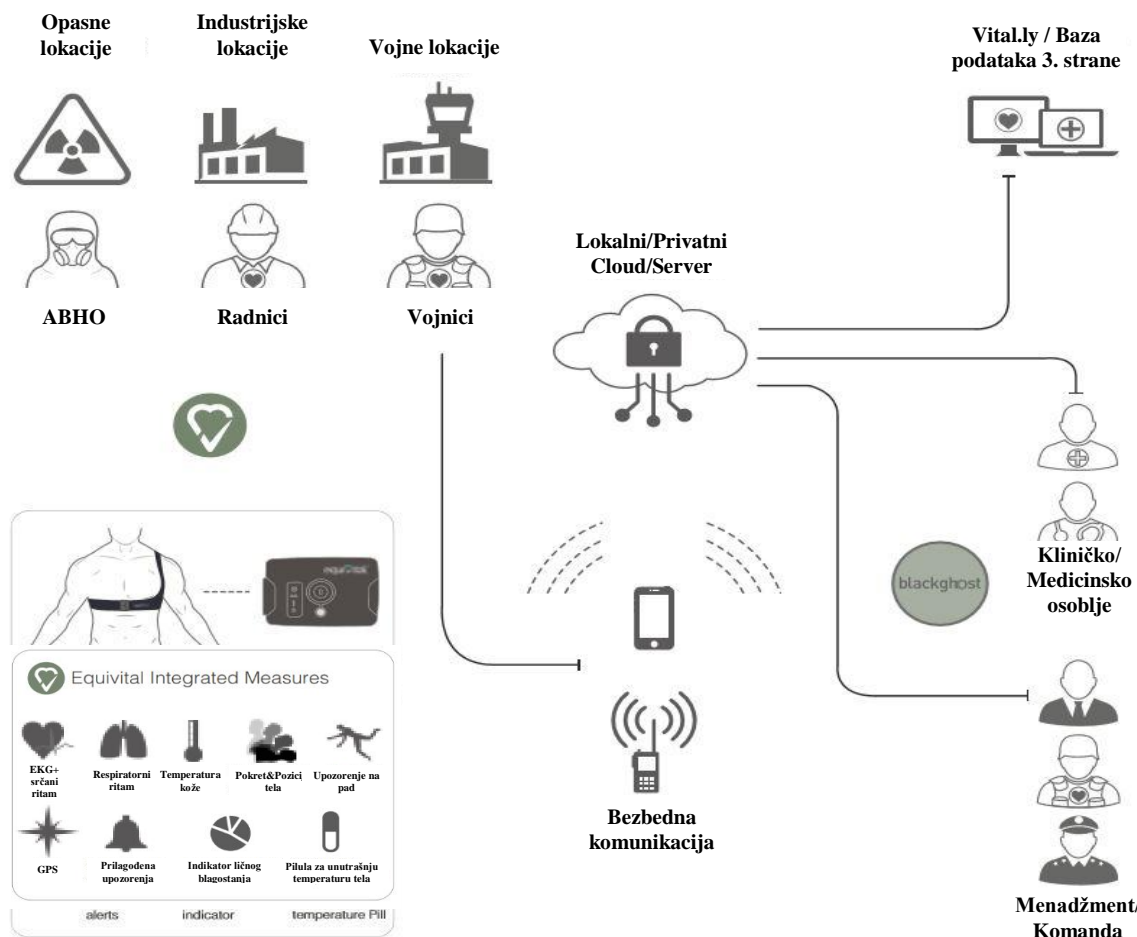 Opasne
lokacije
Industrijske
lokacije
Vojne lokacije
Vital.ly / Baza
podataka 3. strane
ABHO
Radnici
Vojnici
Lokalni/Privatni
Cloud/Server
blackghost
Kliničko/
Medicinsko
osoblje
Equivital Integrated Measures
EKG+
srčani
ritam
Respiratorni
ritam
Temperatura
kože
Pokret&Pozicij
tela
Upozorenje na
pad
GPS
Prilagođena
upozorenja
Indikator ličnog
blagostanja
Pilula za unutrašnju
temperaturu tela
alerts
indicator
temperature Pill
Bezbedna
komunikacija
Menadžment/
Komanda